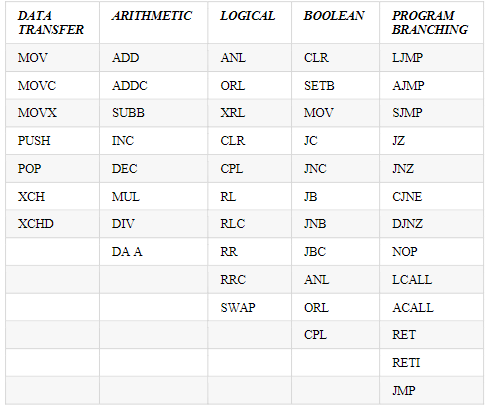 DATA TRANSFER ARITHMETIC LOGICAL BOOLEAN PROGRAM BRANCHING
MOV ADD ANL CLR LJMP
MOVC ADDC ORL SETB AJMP
MOVX SUBB XRL MOV SJMP
PUSH INC CLR JC JZ
POP DEC CPL JNC JNZ
XCH MUL RL JB CJNE
XCHD DIV RLC JNB DJNZ
DA A RR JBC NOP
RRC ANL LCALL
SWAP ORL ACALL
CPL RET
RETI
JMP